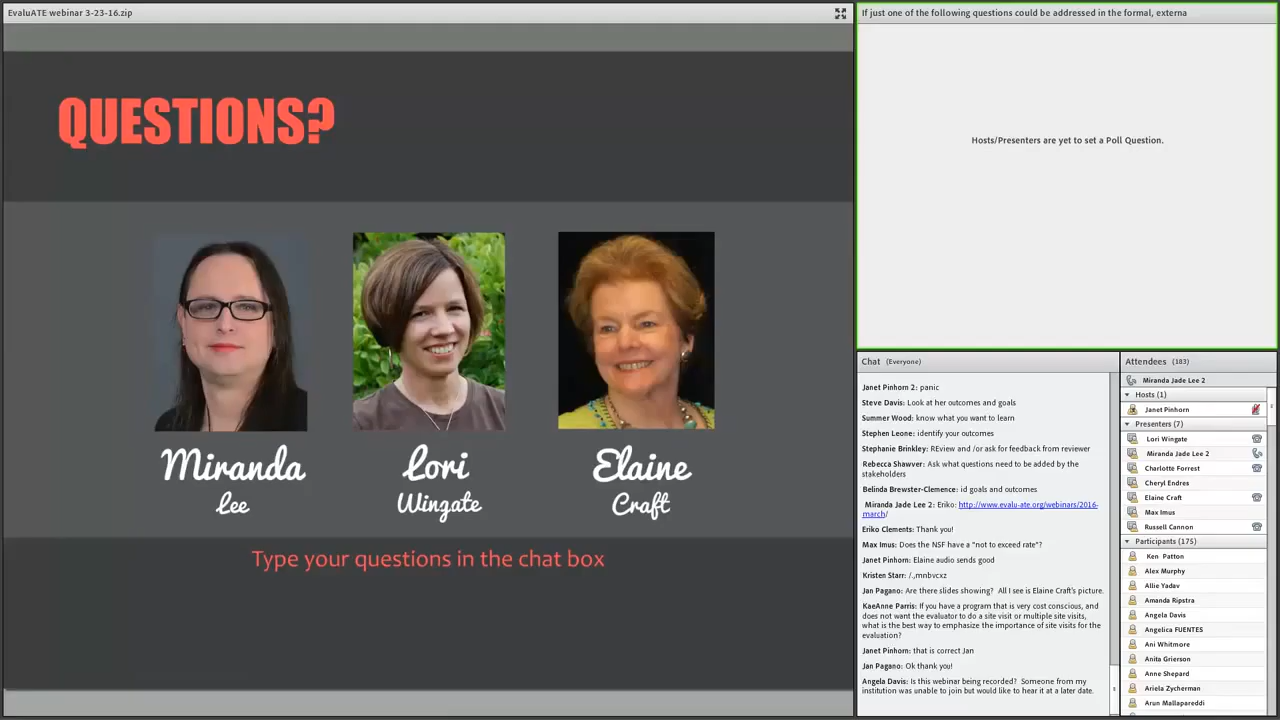 EvaluATE webinar 3-23-16.zip
QUESTIONS?
Miranda
Lee
Lori
Wingate
Elaine
Craft
Type your questions in the chat box
If just one of the following questions could be addressed in the formal, externa
Hosts/Presenters are yet to set a Poll Question.
Chat (Everyone)
Janet Pinhorn 2: panic
Steve Davis: Look at her outcomes and goals
Summer Wood: know what you want to learn
Stephen Leone: identify your outcomes
Stephanie Brinkley: REview and /or ask for feedback from reviewer
Rebecca Shawver: Ask what questions need to be added by the
stakeholders
Belinda Brewster-Clemence: id goals and outcomes
Miranda Jade Lee 2: Eriko: http://www.evalu-ate.org/webinars/2016-
march/
Eriko Clements: Thank you!
Max Imus: Does the NSF have a "not to exceed rate"?
Janet Pinhorn: Elaine audio sends good
Kristen Starr: /.,mnbvcxz
Jan Pagano: Are there slides showing? All I see is Elaine Craft's picture.
KaeAnne Parris: If you have a program that is very cost conscious, and
does not want the evaluator to do a site visit or multiple site visits,
what is the best way to emphasize the importance of site visits for the
evaluation?
Janet Pinhorn: that is correct Jan
Jan Pagano: Ok thank you!
Angela Davis: Is this webinar being recorded? Someone from my
institution was unable to join but would like to hear it at a later date.
Attendees (183)
Miranda Jade Lee 2
Hosts (1)
Janet Pinhorn
Presenters (7)
Lori Wingate
Miranda Jade Lee 2
Charlotte Forrest
Cheryl Endres
Elaine Craft
Max Imus
Russell Cannon
Participants (175)
Ken Patton
Alex Murphy
Allie Yadav
Amanda Ripstra
Angela Davis
Angelica FUENTES
Ani Whitmore
Anita Grierson
Anne Shepard
Ariela Zycherman
Arun Mallapareddi